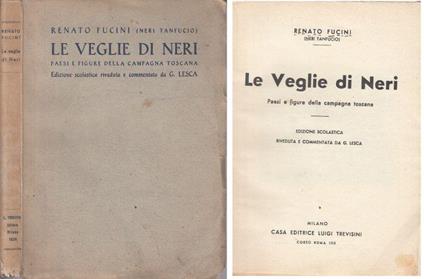 RENATO
FUCINI
Le veglie
di Neri
L. TREVISINI
Milano
RENATO FUCINI (NERI TANFUCIO)
LE VEGLIE DI NERI
PAESI E FIGURE DELLA CAMPAGNA TOSCANA
Edizione scolastica riveduta e commentata da G. LESCA
RENATO FUCINI
(NERI TANFUCIO)
Le Veglie di Neri
Paesi e figure della campagna toscana
EDIZIONE SCOLASTICA
RIVEDUTA E COMMENTATA DA G. LESCA
MILANO
CASA EDITRICE LUIGI TREVISINI
CORSO ROMA